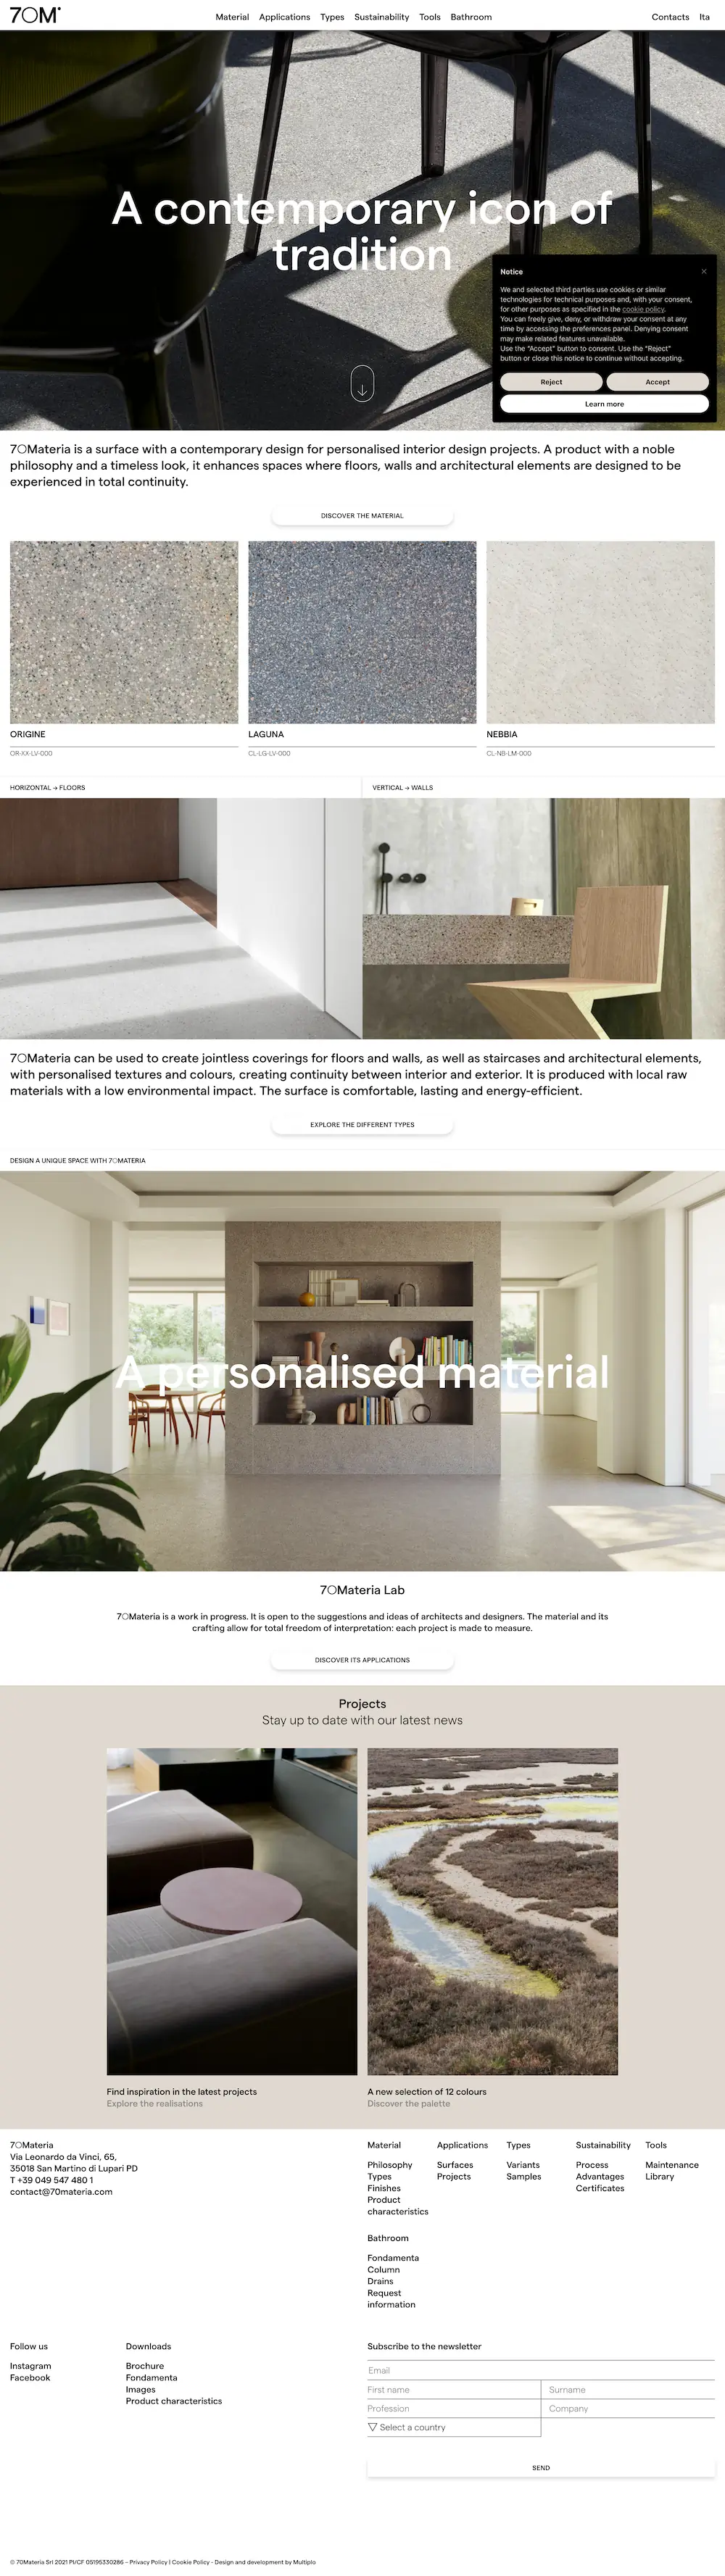 7OM°
Material Applications Types Sustainability Tools Bathroom
Contacts Ita
A contemporary icon of
tradition
Notice
We and selected third parties use cookies or similar
technologies for technical purposes and, with your consent,
for other purposes as specified in the cookie policy.
You can freely give, deny, or withdraw your consent at any
time by accessing the preferences panel. Denying consent
may make related features unavailable.
Use the “Accept” button to consent. Use the “Reject”
button or close this notice to continue without accepting.
Reject
Accept
Learn more
7OMateria is a surface with a contemporary design for personalised interior design projects. A product with a noble
philosophy and a timeless look, it enhances spaces where floors, walls and architectural elements are designed to be
experienced in total continuity.
DISCOVER THE MATERIAL
ORIGINE
OR-XX-LV-000
LAGUNA
CL-LG-LV-000
NEBBIA
CL-NB-LM-000
HORIZONTAL → FLOORS
VERTICAL → WALLS
7OMateria can be used to create jointless coverings for floors and walls, as well as staircases and architectural elements,
with personalised textures and colours, creating continuity between interior and exterior. It is produced with local raw
materials with a low environmental impact. The surface is comfortable, lasting and energy-efficient.
EXPLORE THE DIFFERENT TYPES
DESIGN A UNIQUE SPACE WITH 7OMATERIA
A personalised material
7OMateria Lab
7OMateria is a work in progress. It is open to the suggestions and ideas of architects and designers. The material and its
crafting allow for total freedom of interpretation: each project is made to measure.
DISCOVER ITS APPLICATIONS
Projects
Stay up to date with our latest news
Find inspiration in the latest projects
Explore the realisations
A new selection of 12 colours
Discover the palette
7OMateria
Via Leonardo da Vinci, 65,
35018 San Martino di Lupari PD
T +39 049 547 480 1
contact@70materia.com
Material
Philosophy
Types
Finishes
Product
characteristics
Applications
Surfaces
Projects
Types
Variants
Samples
Sustainability
Process
Advantages
Certificates
Tools
Maintenance
Library
Bathroom
Fondamenta
Column
Drains
Request
information
Follow us
Instagram
Facebook
Downloads
Brochure
Fondamenta
Images
Product characteristics
Subscribe to the newsletter
Email
First name
Surname
Profession
Company
Select a country
SEND
© 70Materia Srl 2021 PI/CF 05195330286 – Privacy Policy | Cookie Policy - Design and development by Multiplo